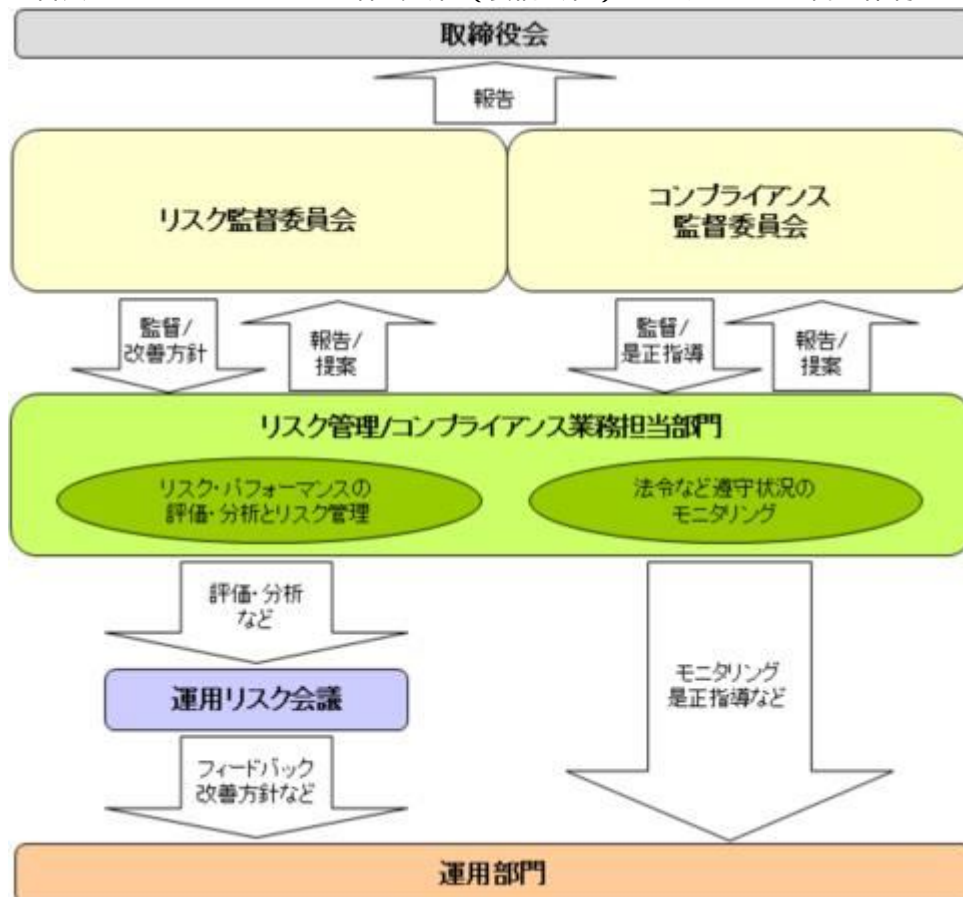 取締役会
報告
リスク監督委員会
コンプライアンス
監督委員会
監督/
改善方針
報告/
提案
監督/
是正指導
報告/
提案
リスク管理/コンプライアンス業務担当部門
リスク・パフォーマンスの
評価・分析とリスク管理
法令など遵守状況の
モニタリング
評価・分析
など
運用リスク会議
モニタリング
是正指導など
フィードバック
改善方針など
運用部門